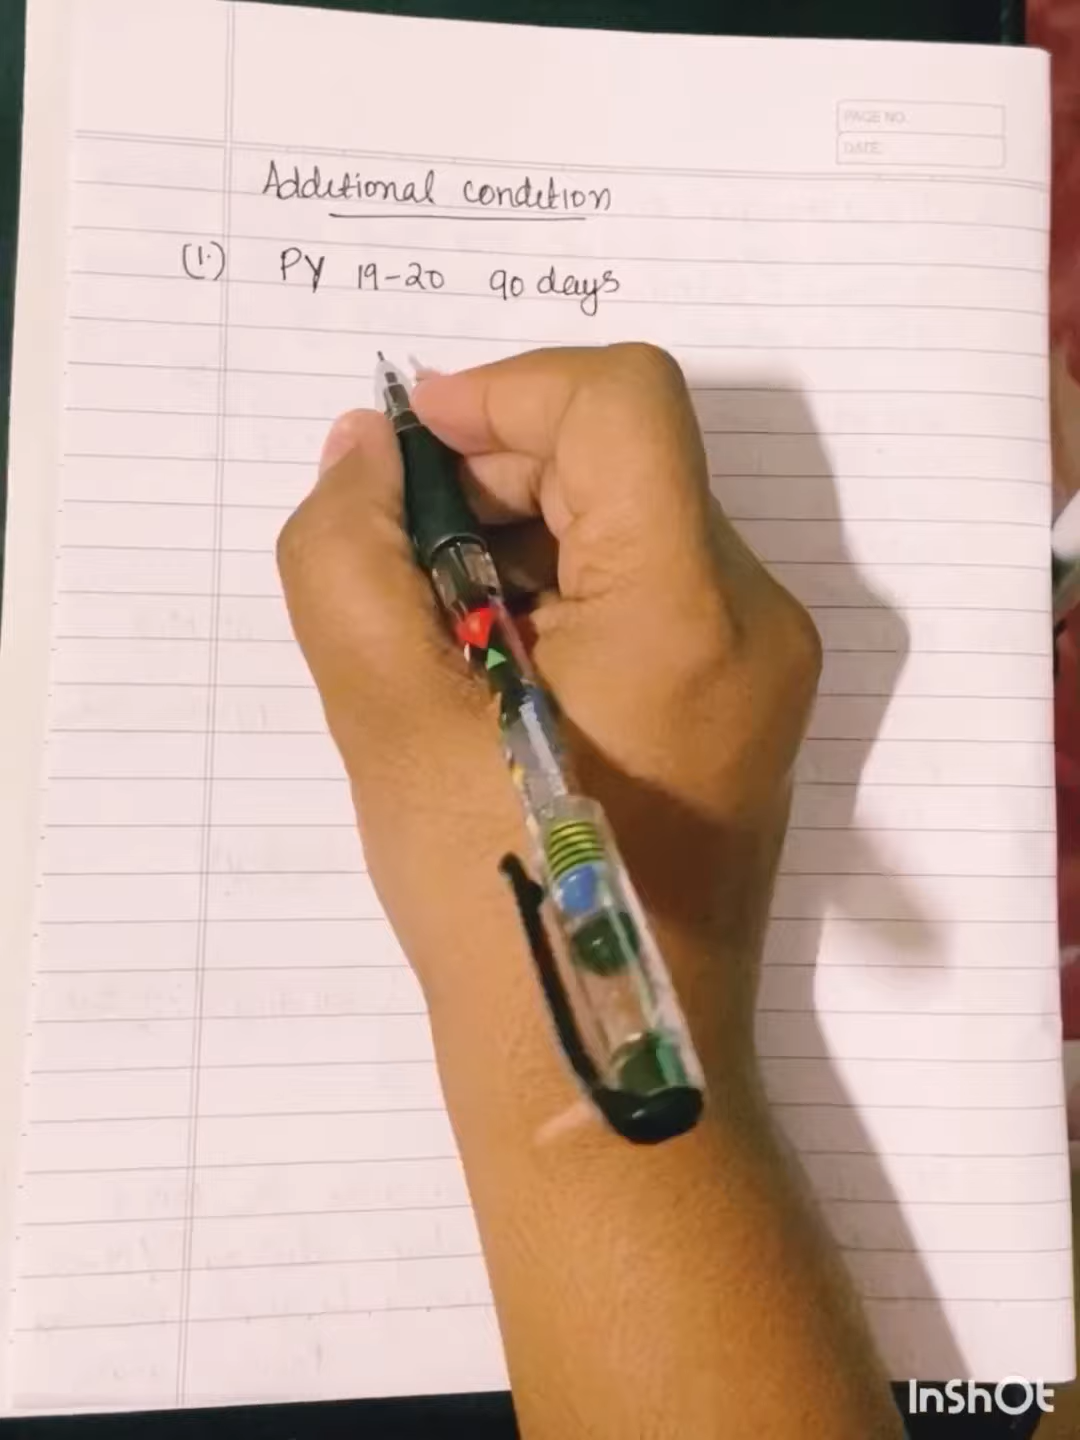 PAGE NO.
DATE:
Additional condition
(1.) PY 19-20 90 days
InShOt